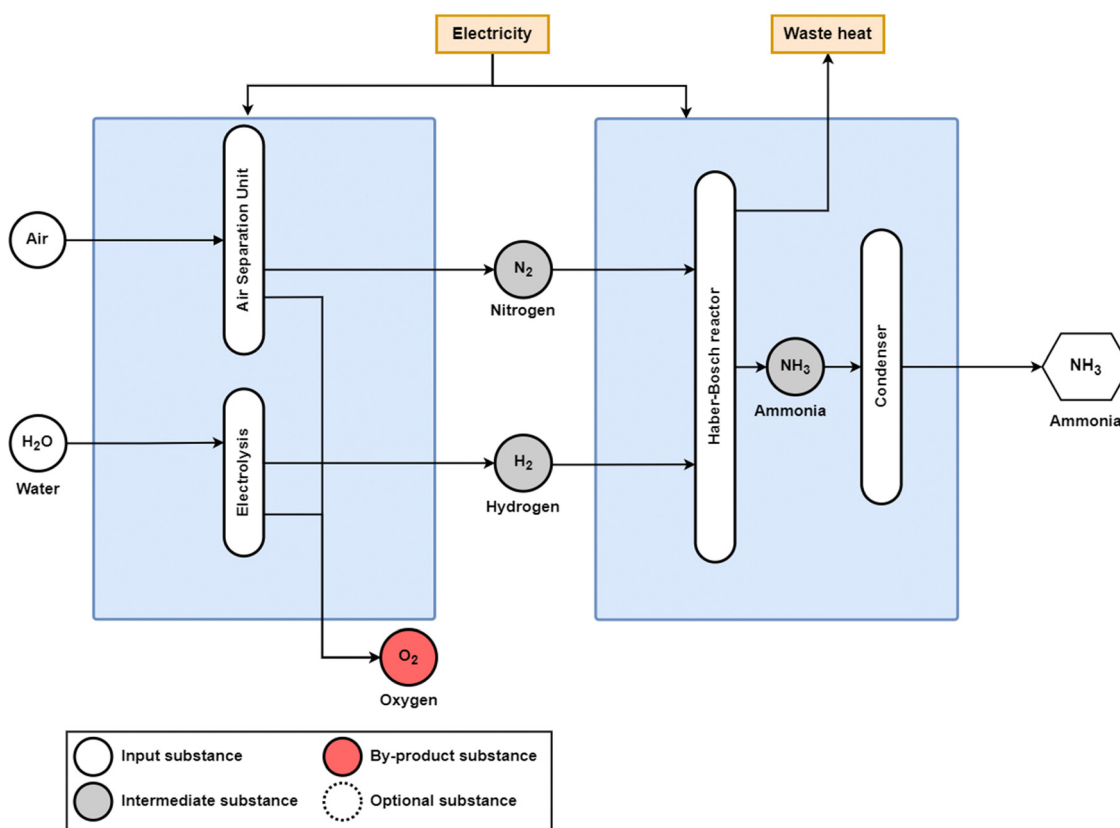 Electricity
Waste heat
Air Separation Unit
Air
N₂
Nitrogen
Haber-Bosch reactor
Condenser
NH₃
Ammonia
NH₃
Ammonia
H₂O
Water
Electrolysis
H₂
Hydrogen
O₂
Oxygen
Input substance
By-product substance
Intermediate substance
Optional substance